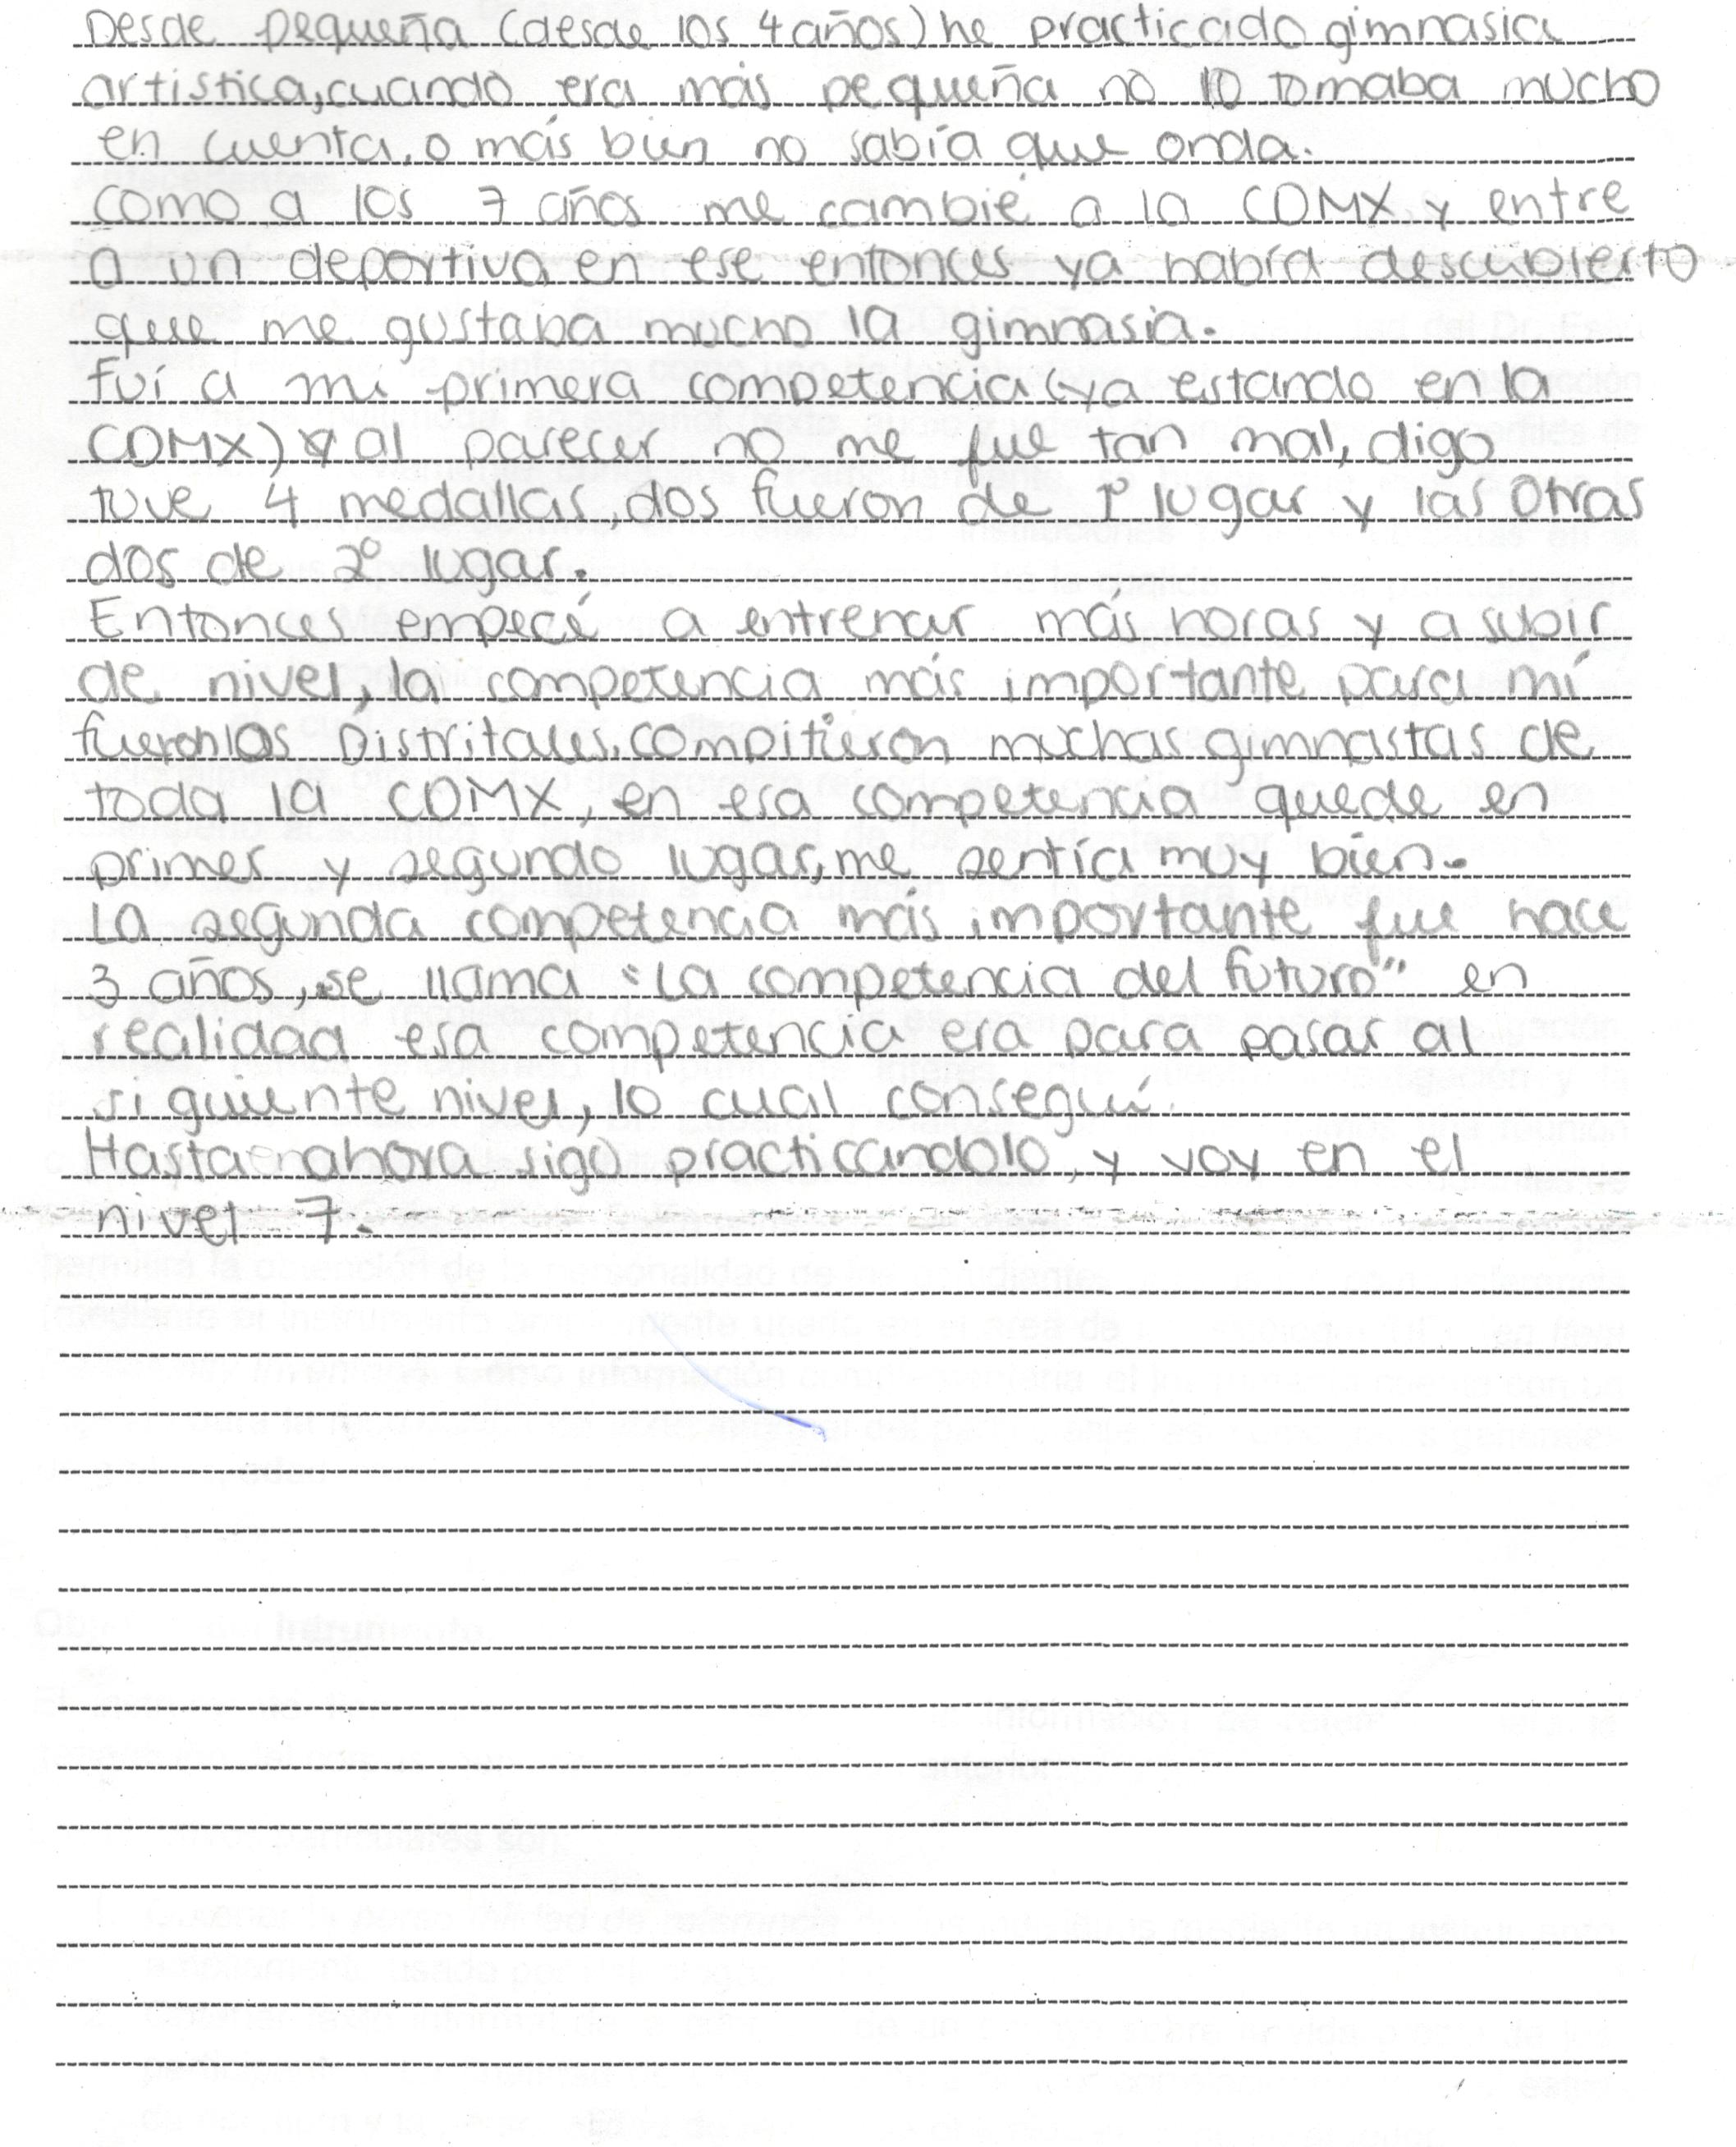 Desde pequeña (desde los 4 años) he practicado gimnasia
artistica, cuando era más pequeña no lo tomaba mucho
en cuenta, o más bien no sabía que onda.
Como a los 7 años me cambié a la CDMX, y entre
a un deportivo, en ese entonces ya había descubierto
que me gustaba mucho la gimnasia.
fuí a mi primera competencia (ya estando en la
CDMX) y al parecer no me fue tan mal, digo
tuve 4 medallas, dos fueron de 1° lugar y las otras
dos de 2° lugar.
Entonces empecé a entrenar más horas y a subir
de nivel, la competencia más importante para mí
fueron los Distritales, compitieron muchas gimnastas de
toda la CDMX, en esa competencia quede en
primer y segundo lugar, me sentía muy bien.
La segunda competencia más importante fue hace
3 años, se llama "La competencia del futuro" en
realidad esa competencia era para pasar al
siguiente nivel, lo cual conseguí.
Hasta ahora sigo practicandolo, y voy en el
nivel 7.